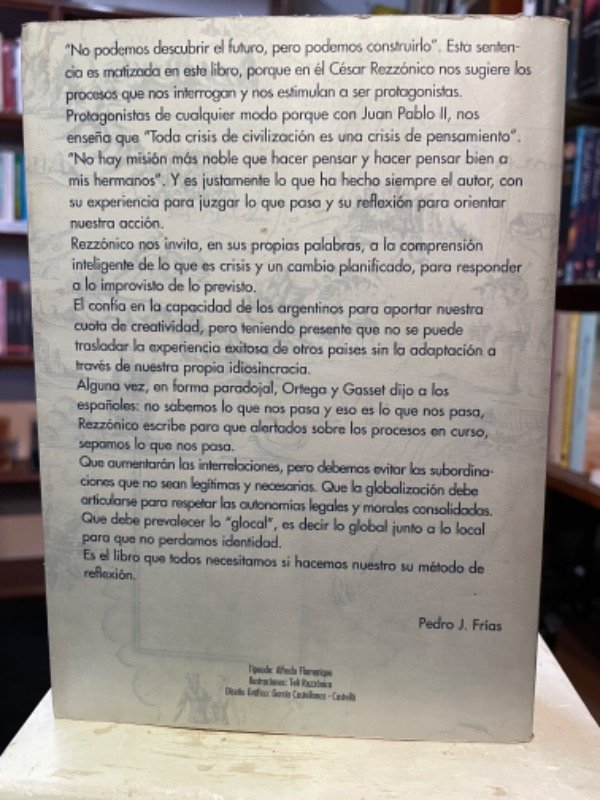 "No podemos descubrir el futuro, pero podemos construirlo". Esta senten-
cia es matizada en este libro, porque en él César Rezzónico nos sugiere los
procesos que nos interrogan y nos estimulan a ser protagonistas.
Protagonistas de cualquier modo porque con Juan Pablo II, nos
enseña que "Toda crisis de civilización es una crisis de pensamiento".
"No hay misión más noble que hacer pensar y hacer pensar bien a
mis hermanos". Y es justamente lo que ha hecho siempre el autor, con
su experiencia para juzgar lo que pasa y su reflexión para orientar
nuestra acción.
Rezzónico nos invita, en sus propias palabras, a la comprensión
inteligente de lo que es crisis y un cambio planificado, para responder
a lo improvisto de lo previsto.
El confía en la capacidad de los argentinos para aportar nuestra
cuota de creatividad, pero teniendo presente que no se puede
trasladar la experiencia exitosa de otros paises sin la adaptación a
través de nuestra propia idiosincracia.
Alguna vez, en forma paradojal, Ortega y Gasset dijo a los
españoles: no sabemos lo que nos pasa y eso es lo que nos pasa,
Rezzónico escribe para que alertados sobre los procesos en curso,
sepamos lo que nos pasa.
Que aumentarán las interrelaciones, pero debemos evitar las subordina-
ciones que no sean legítimas y necesarias. Que la globalización debe
articularse para respetar las autonomías legales y morales consolidadas.
Que debe prevalecer lo "glocal", es decir lo global junto a lo local
para que no perdamos identidad.
Es el libro que todos necesitamos si hacemos nuestro su método de
reflexión.
Pedro J. Frías
Tipeado: Alfredo Flamarique
Ilustraciones: Teli Rezzónico
Diseño Gráfico: García Castellanos - Castellá